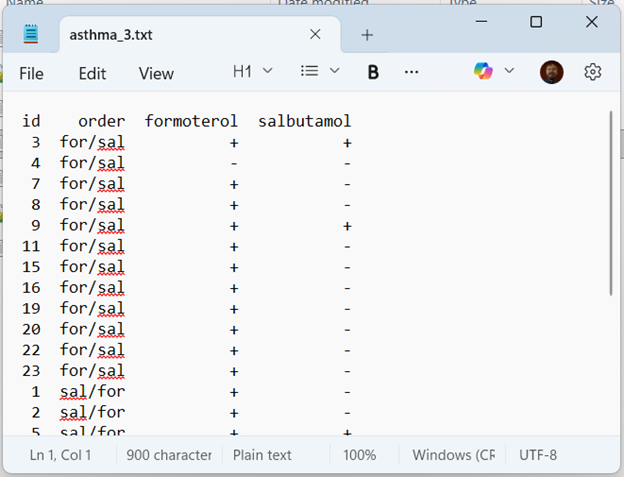 Name Date modified Type Size
asthma_3.txt
File Edit View H1 B
id order formoterol salbutamol
3 for/sal + +
4 for/sal - -
7 for/sal + -
8 for/sal + -
9 for/sal + +
11 for/sal + -
15 for/sal + -
16 for/sal + -
19 for/sal + -
20 for/sal + -
22 for/sal + -
23 for/sal + -
1 sal/for + -
2 sal/for + -
5 sal/for + +
Ln 1, Col 1 900 character Plain text 100% Windows (CR UTF-8